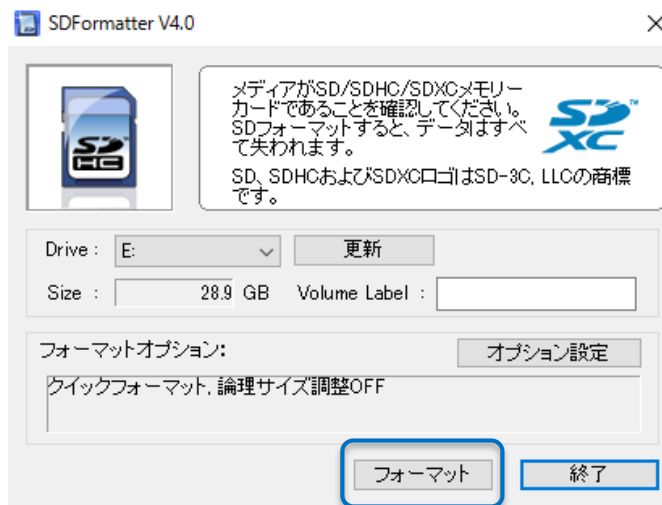 SDFormatter V4.0
メディアがSD/SDHC/SDXCメモリー
カードであることを確認してください。
SDフォーマットすると、データはすべ
て失われます。
SD、SDHCおよびSDXCロゴはSD-3C, LLCの商標
です。
SD
HC
SD
XC
™
Drive :
E:
更新
Size :
28.9 GB
Volume Label :
フォーマットオプション:
オプション設定
クイックフォーマット, 論理サイズ調整OFF
フォーマット
終了